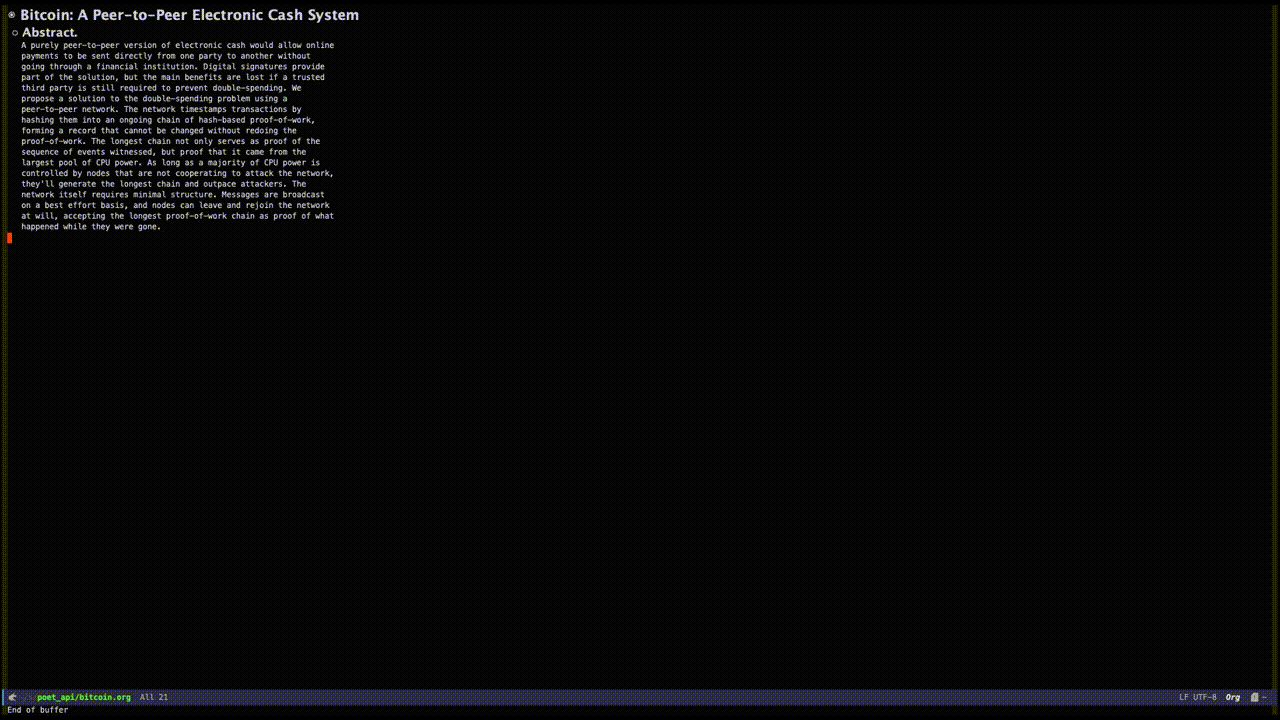 Bitcoin: A Peer-to-Peer Electronic Cash System
Abstract.
A purely peer-to-peer version of electronic cash would allow online
payments to be sent directly from one party to another without
going through a financial institution. Digital signatures provide
part of the solution, but the main benefits are lost if a trusted
third party is still required to prevent double-spending. We
propose a solution to the double-spending problem using a
peer-to-peer network. The network timestamps transactions by
hashing them into an ongoing chain of hash-based proof-of-work,
forming a record that cannot be changed without redoing the
proof-of-work. The longest chain not only serves as proof of the
sequence of events witnessed, but proof that it came from the
largest pool of CPU power. As long as a majority of CPU power is
controlled by nodes that are not cooperating to attack the network,
they'll generate the longest chain and outpace attackers. The
network itself requires minimal structure. Messages are broadcast
on a best effort basis, and nodes can leave and rejoin the network
at will, accepting the longest proof-of-work chain as proof of what
happened while they were gone.
poet_api/bitcoin.org All 21 LF UTF-8 Org
End of buffer